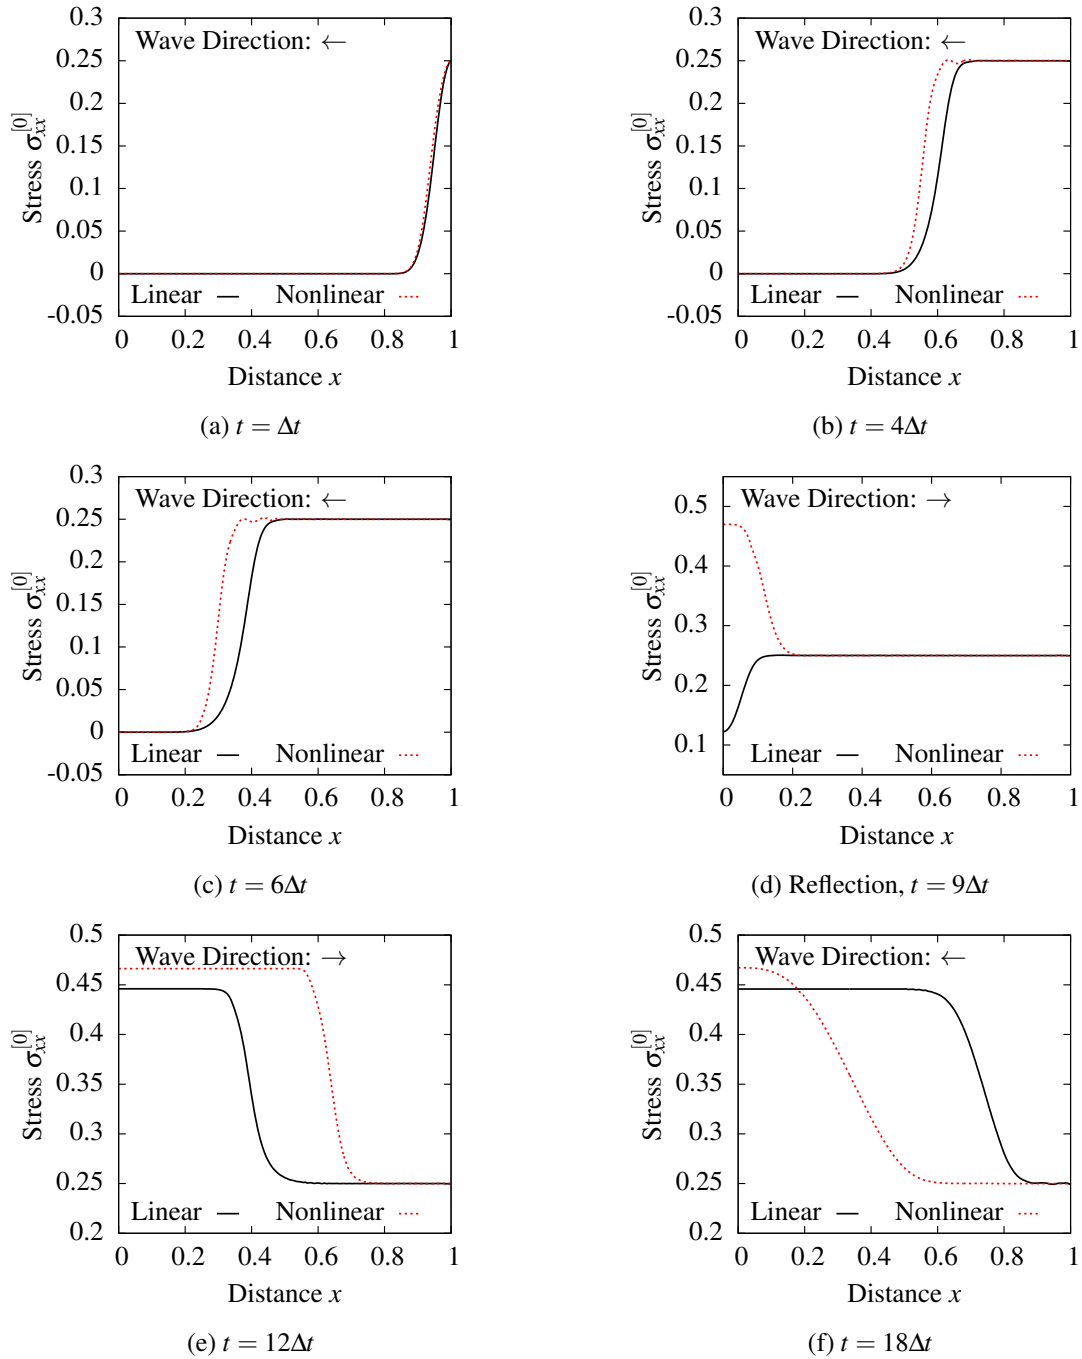 0.3
0.25
0.2
0.15
0.1
0.05
0
-0.05
Stress σ_xx^[0]
Wave Direction: ←
Linear
Nonlinear
0 0.2 0.4 0.6 0.8 1
Distance x
(a) t = Δt
0.3
0.25
0.2
0.15
0.1
0.05
0
-0.05
Stress σ_xx^[0]
Wave Direction: ←
Linear
Nonlinear
0 0.2 0.4 0.6 0.8 1
Distance x
(b) t = 4Δt
0.3
0.25
0.2
0.15
0.1
0.05
0
-0.05
Stress σ_xx^[0]
Wave Direction: ←
Linear
Nonlinear
0 0.2 0.4 0.6 0.8 1
Distance x
(c) t = 6Δt
0.5
0.4
0.3
0.2
0.1
Stress σ_xx^[0]
Wave Direction: →
Linear
Nonlinear
0 0.2 0.4 0.6 0.8 1
Distance x
(d) Reflection, t = 9Δt
0.5
0.45
0.4
0.35
0.3
0.25
0.2
Stress σ_xx^[0]
Wave Direction: →
Linear
Nonlinear
0 0.2 0.4 0.6 0.8 1
Distance x
(e) t = 12Δt
0.5
0.45
0.4
0.35
0.3
0.25
0.2
Stress σ_xx^[0]
Wave Direction: ←
Linear
Nonlinear
0 0.2 0.4 0.6 0.8 1
Distance x
(f) t = 18Δt